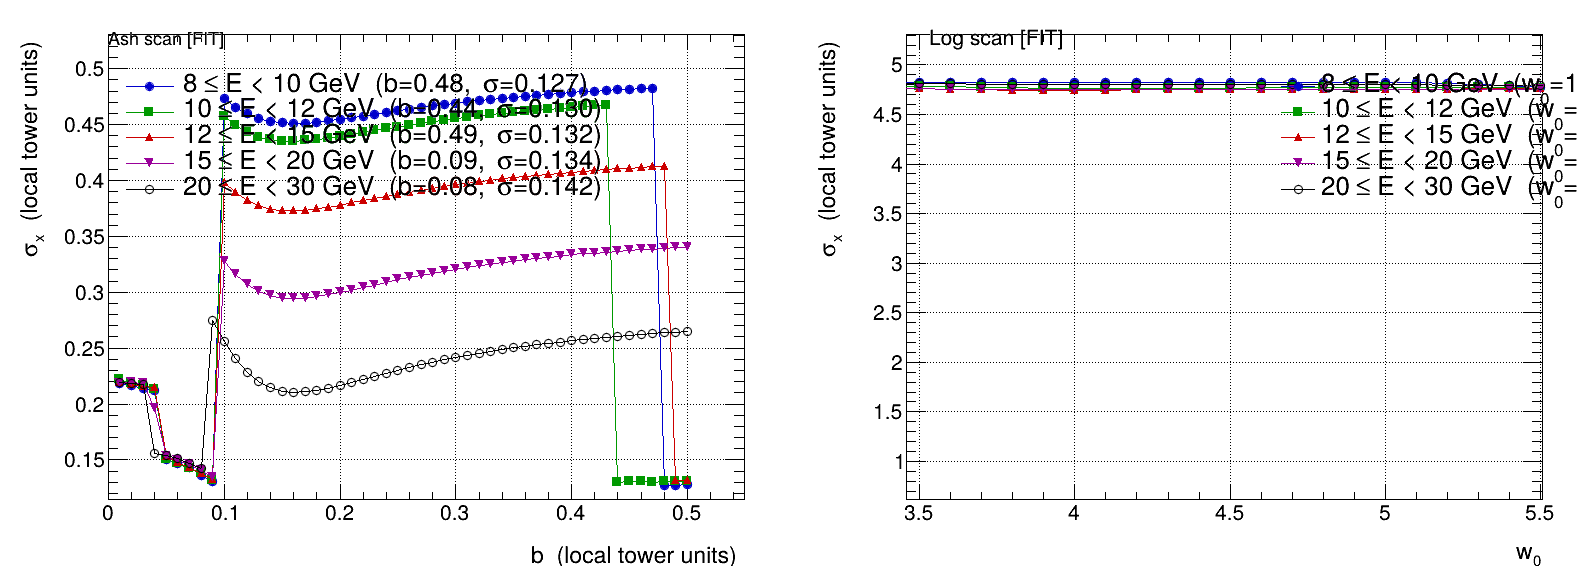 Ash scan [FIT]
8 ≤ E < 10 GeV (b=0.48, σ=0.127)
10 ≤ E < 12 GeV (b=0.44, σ=0.130)
12 ≤ E < 15 GeV (b=0.49, σ=0.132)
15 ≤ E < 20 GeV (b=0.09, σ=0.134)
20 ≤ E < 30 GeV (b=0.08, σ=0.142)
σx (local tower units)
0.5
0.45
0.4
0.35
0.3
0.25
0.2
0.15
0 0.1 0.2 0.3 0.4 0.5
b (local tower units)
Log scan [FIT]
8 ≤ E < 10 GeV (w0=1
10 ≤ E < 12 GeV (w0=
12 ≤ E < 15 GeV (w0=
15 ≤ E < 20 GeV (w0=
20 ≤ E < 30 GeV (w0=
σx (local tower units)
5
4.5
4
3.5
3
2.5
2
1.5
1
3.5 4 4.5 5 5.5
w0